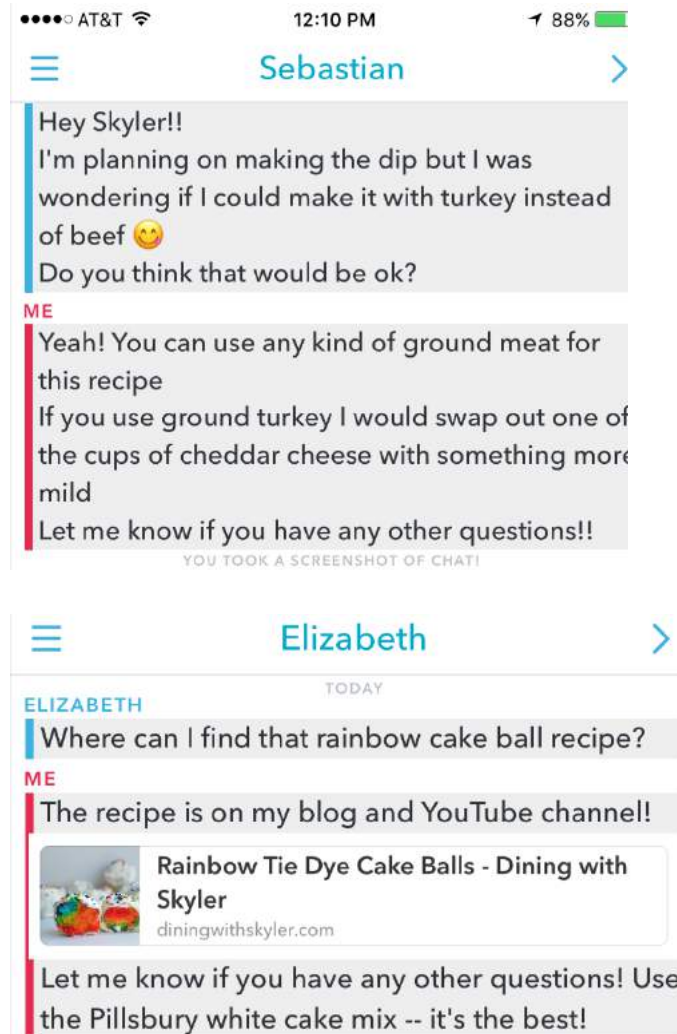 AT&T 12:10 PM 88%
Sebastian
Hey Skyler!!
I'm planning on making the dip but I was
wondering if I could make it with turkey instead
of beef 😋
Do you think that would be ok?
ME
Yeah! You can use any kind of ground meat for
this recipe
If you use ground turkey I would swap out one of
the cups of cheddar cheese with something more
mild
Let me know if you have any other questions!!
YOU TOOK A SCREENSHOT OF CHAT!
Elizabeth
TODAY
ELIZABETH
Where can I find that rainbow cake ball recipe?
ME
The recipe is on my blog and YouTube channel!
Rainbow Tie Dye Cake Balls - Dining with
Skyler
diningwithskyler.com
Let me know if you have any other questions! Use
the Pillsbury white cake mix -- it's the best!